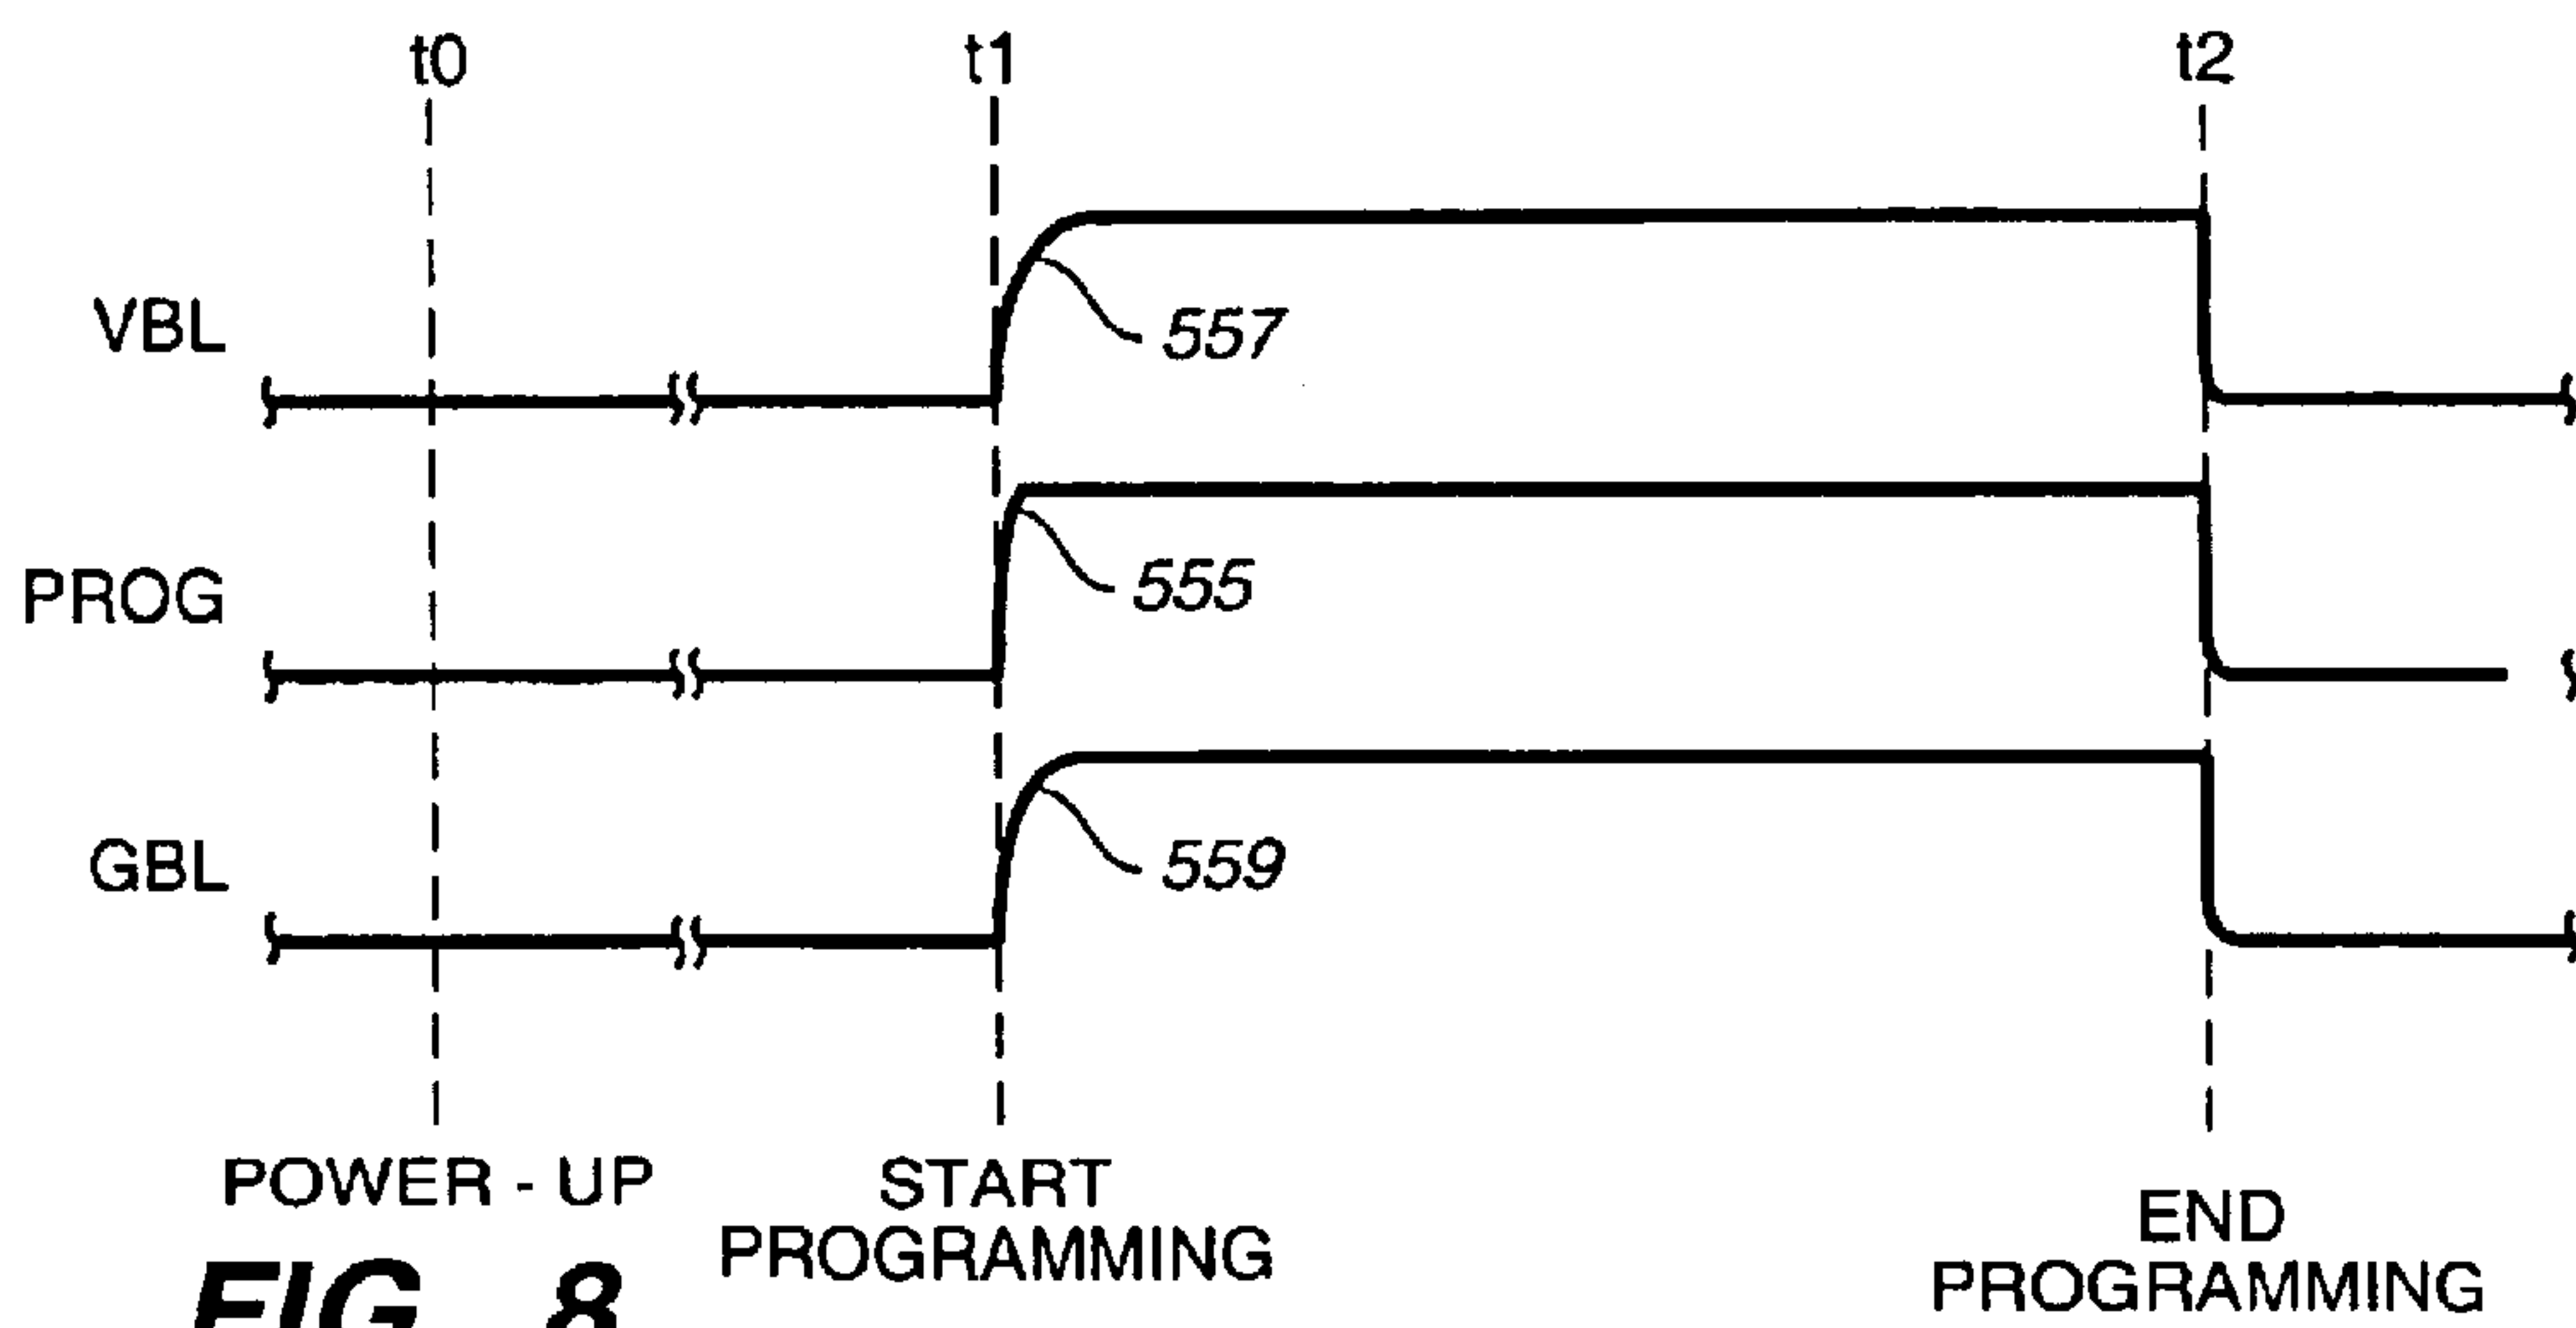 t0 t1 t2
VBL
557
PROG
555
GBL
559
POWER - UP
START
PROGRAMMING
END
PROGRAMMING
FIG. 8